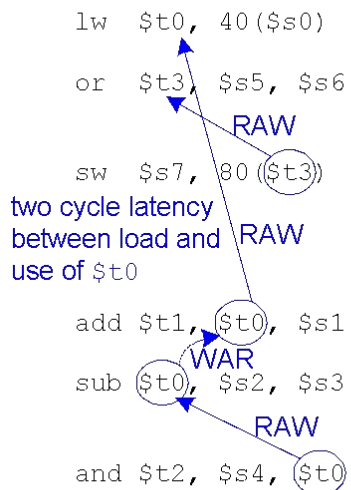 lw $t0, 40($s0)
or $t3, $s5, $s6
RAW
sw $s7, 80($t3)
two cycle latency
between load and
use of $t0
RAW
add $t1, $t0, $s1
WAR
sub $t0, $s2, $s3
RAW
and $t2, $s4, $t0